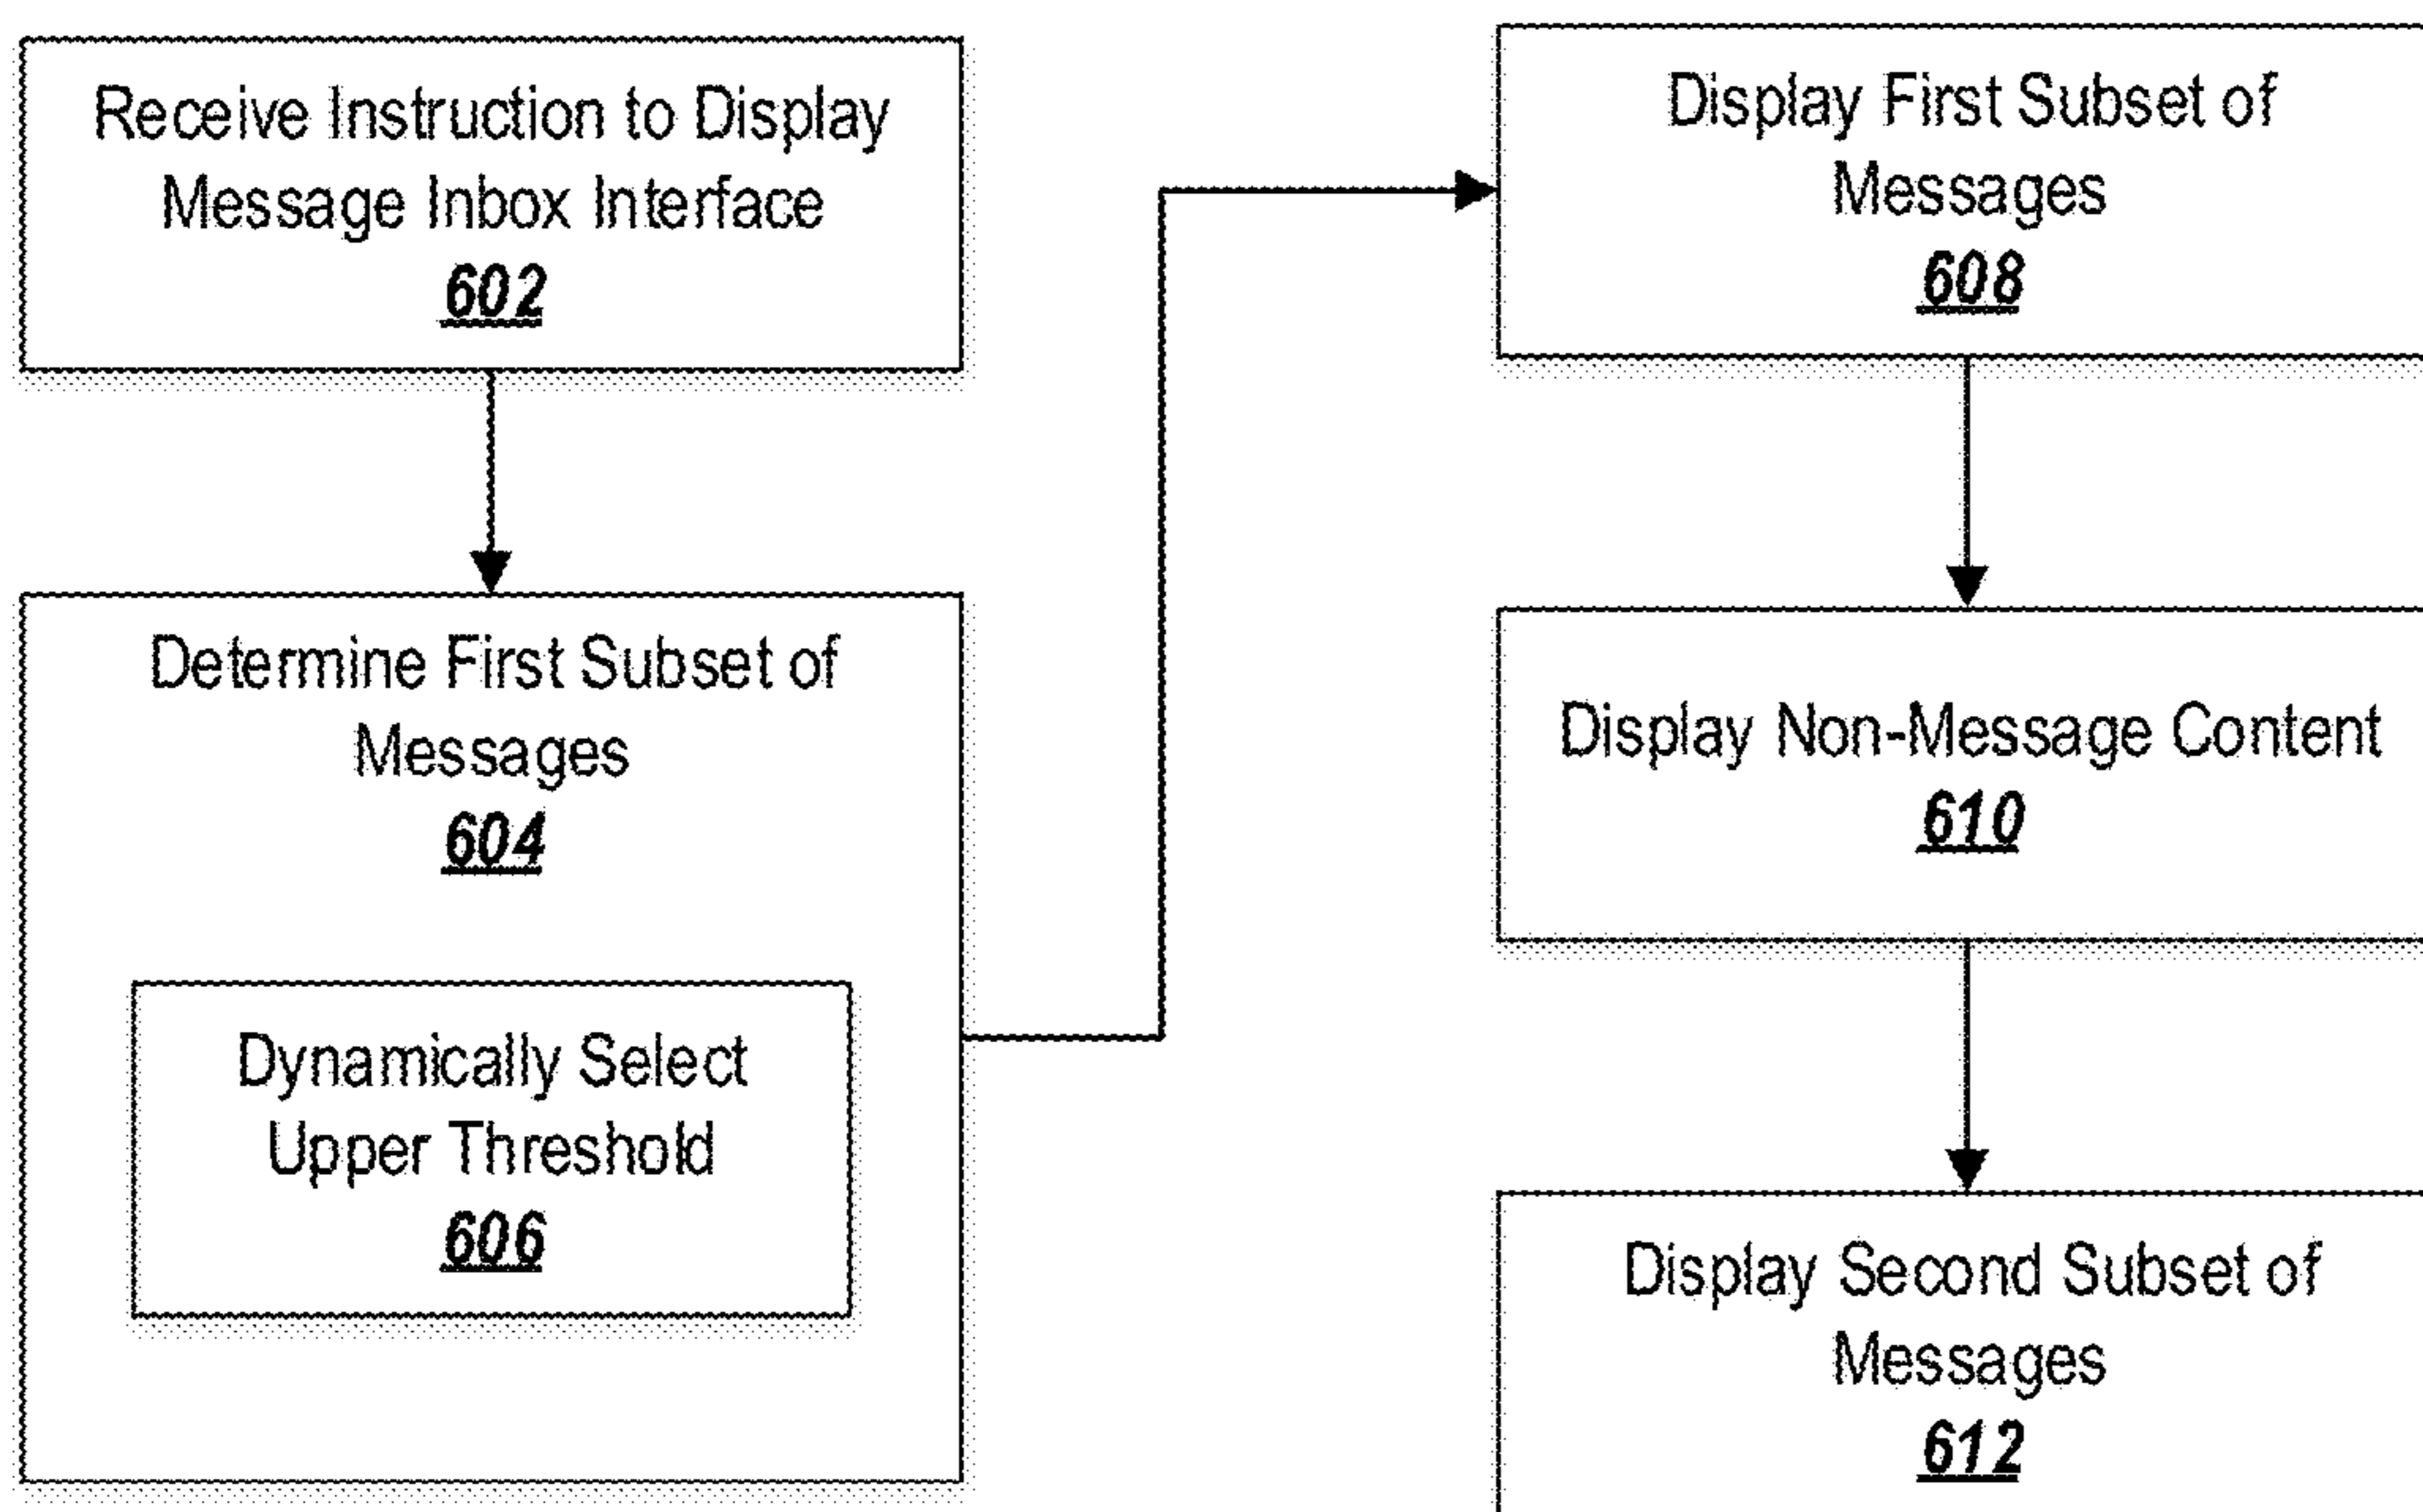 Receive Instruction to Display
Message Inbox Interface
602
Determine First Subset of
Messages
604
Dynamically Select
Upper Threshold
606
Display First Subset of
Messages
608
Display Non-Message Content
610
Display Second Subset of
Messages
612